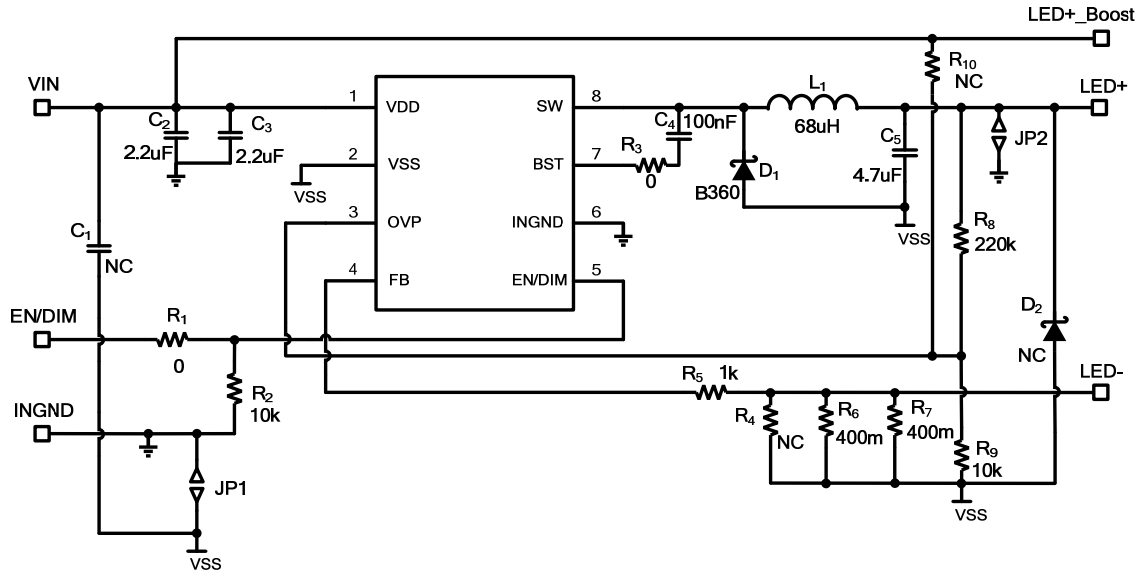 LED+_Boost
R10
NC
VIN
LED+
1
VDD
SW
8
L1
68uH
C2
2.2uF
C3
2.2uF
C4
100nF
R3
0
2
VSS
VSS
BST
7
D1
B360
C5
4.7uF
JP2
3
OVP
INGND
6
VSS
R8
220k
C1
NC
4
FB
EN/DIM
5
EN/DIM
R1
0
D2
NC
R2
10k
R5
1k
LED-
INGND
R4
NC
R6
400m
R7
400m
R9
10k
JP1
VSS
VSS